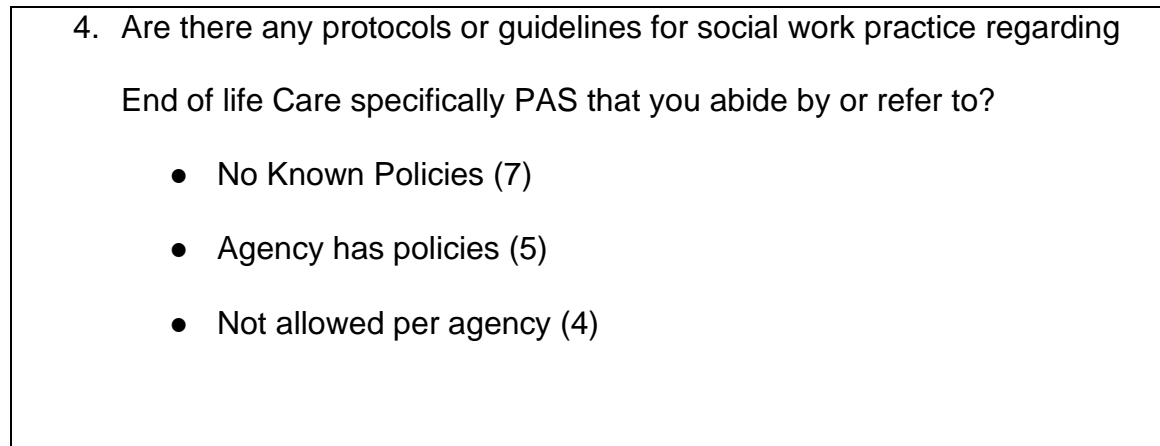 4. Are there any protocols or guidelines for social work practice regarding
End of life Care specifically PAS that you abide by or refer to?
● No Known Policies (7)
● Agency has policies (5)
● Not allowed per agency (4)